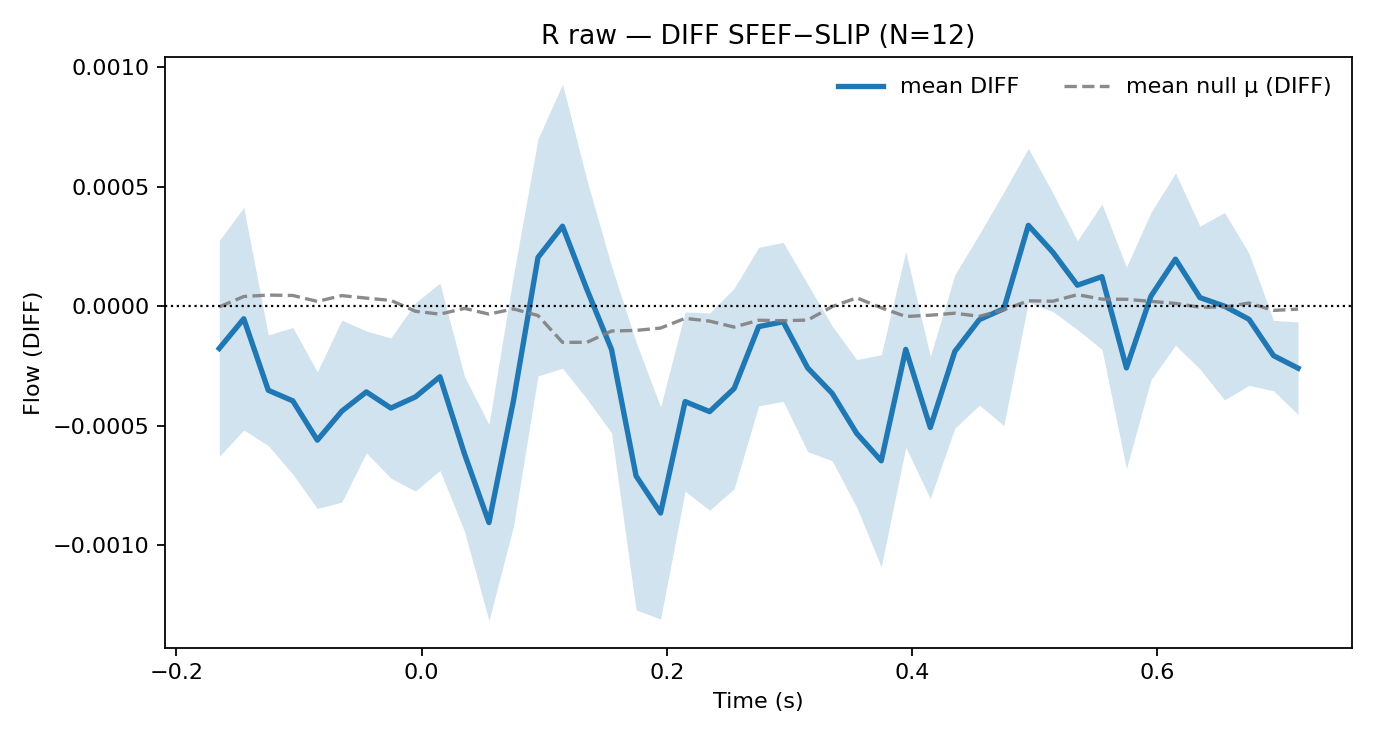 R raw — DIFF SFEF−SLIP (N=12)
mean DIFF
mean null μ (DIFF)
0.0010
0.0005
0.0000
−0.0005
−0.0010
Flow (DIFF)
−0.2
0.0
0.2
0.4
0.6
Time (s)